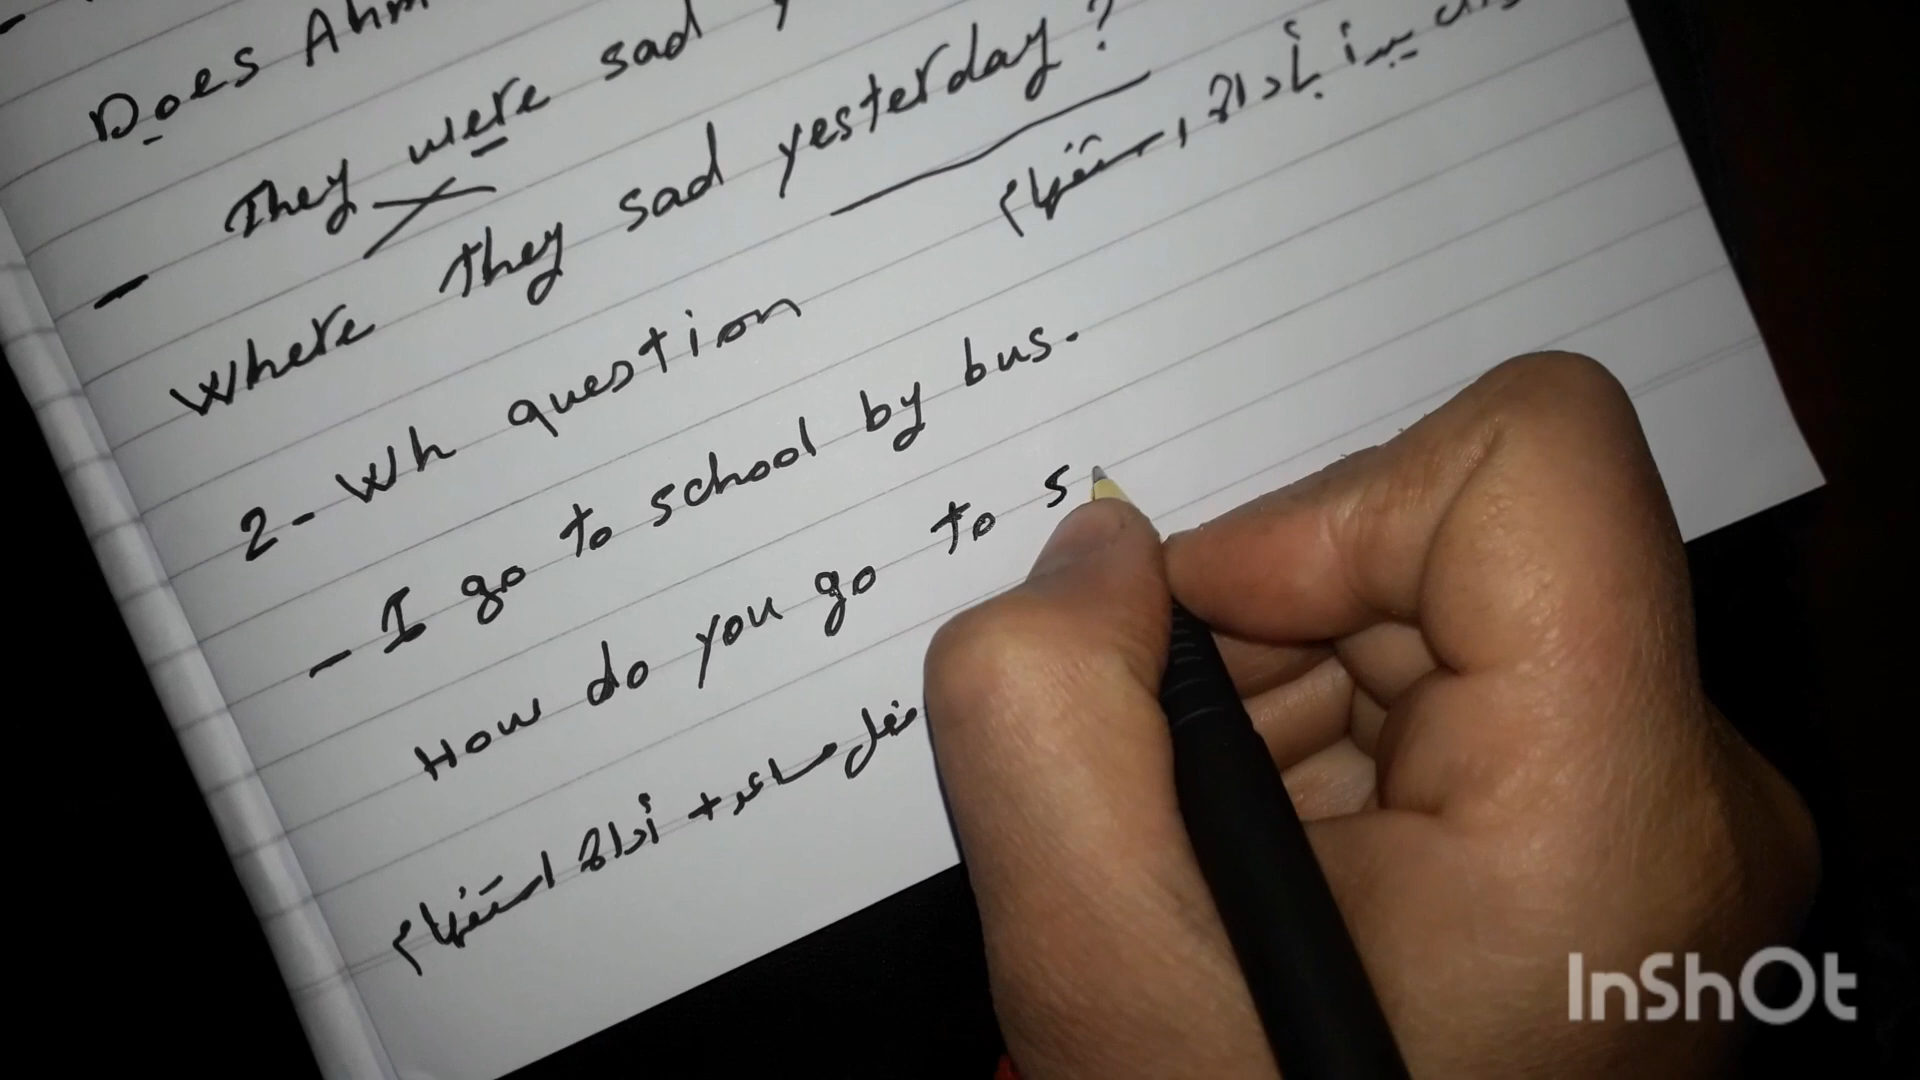 Does Ahm
They were sad y
Where they sad yesterday?
2- Wh question يبدأ بأداة استفهام
- I go to school by bus.
How do you go to s
فعل مساعد + أداة استفهام
InShOt